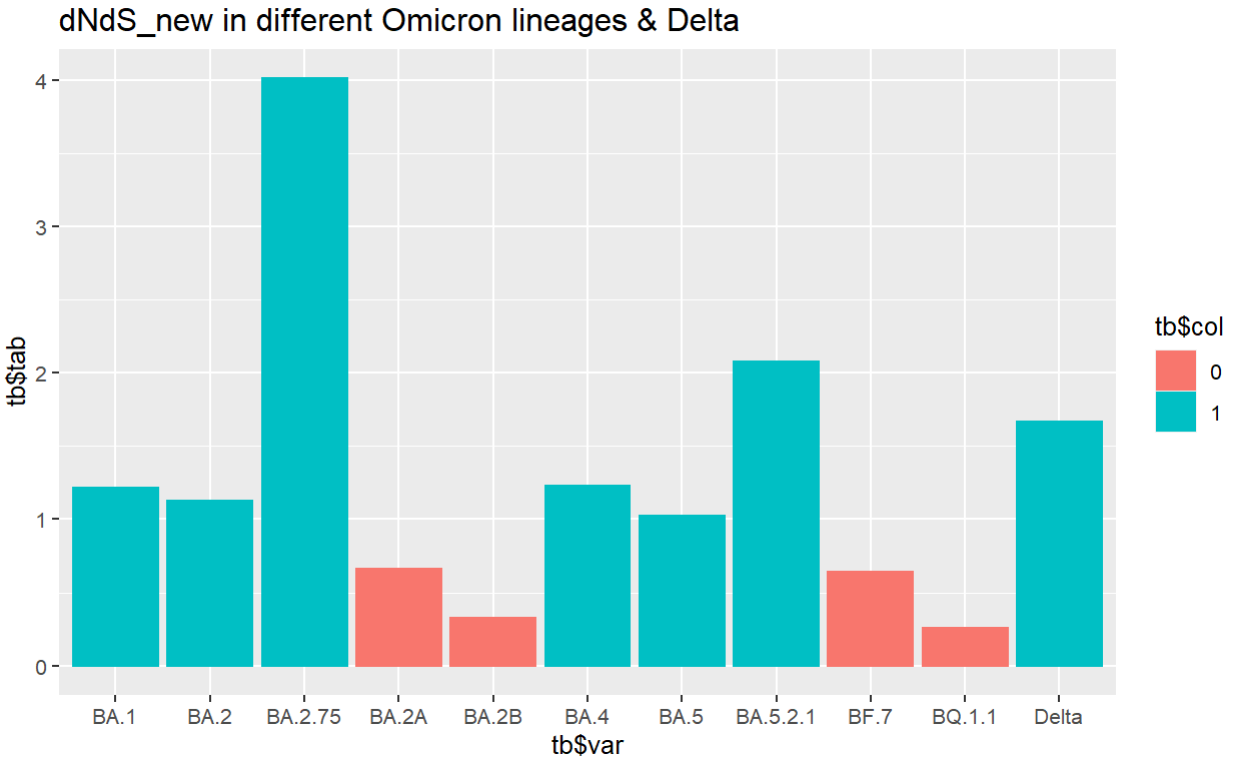 dNdS_new in different Omicron lineages & Delta
tb$tab
4
3
2
1
0
BA.1 BA.2 BA.2.75 BA.2A BA.2B BA.4 BA.5 BA.5.2.1 BF.7 BQ.1.1 Delta
tb$var
tb$col
0
1